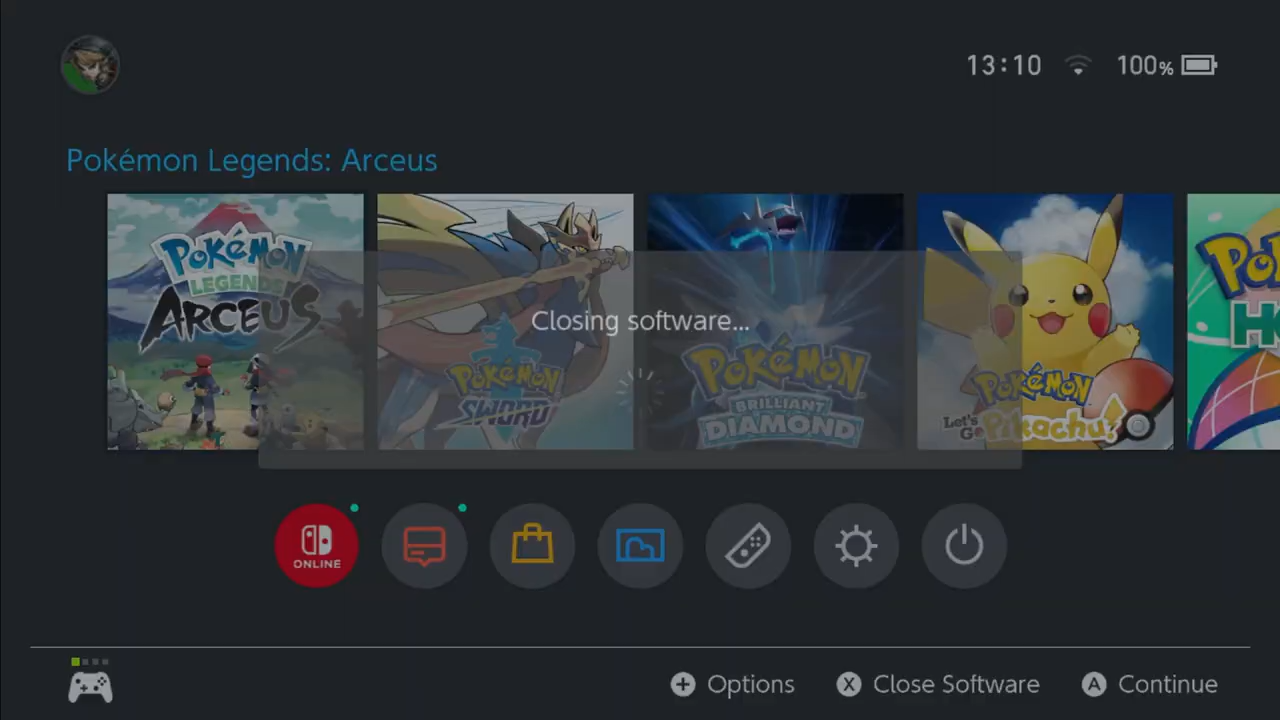 13:10 100%
Pokémon Legends: Arceus
Pokémon
LEGENDS
ARCEUS
Pokémon
SWORD
Pokémon
BRILLIANT
DIAMOND
Pokémon
Let's Go Pikachu!
Closing software...
ONLINE
+ Options X Close Software A Continue